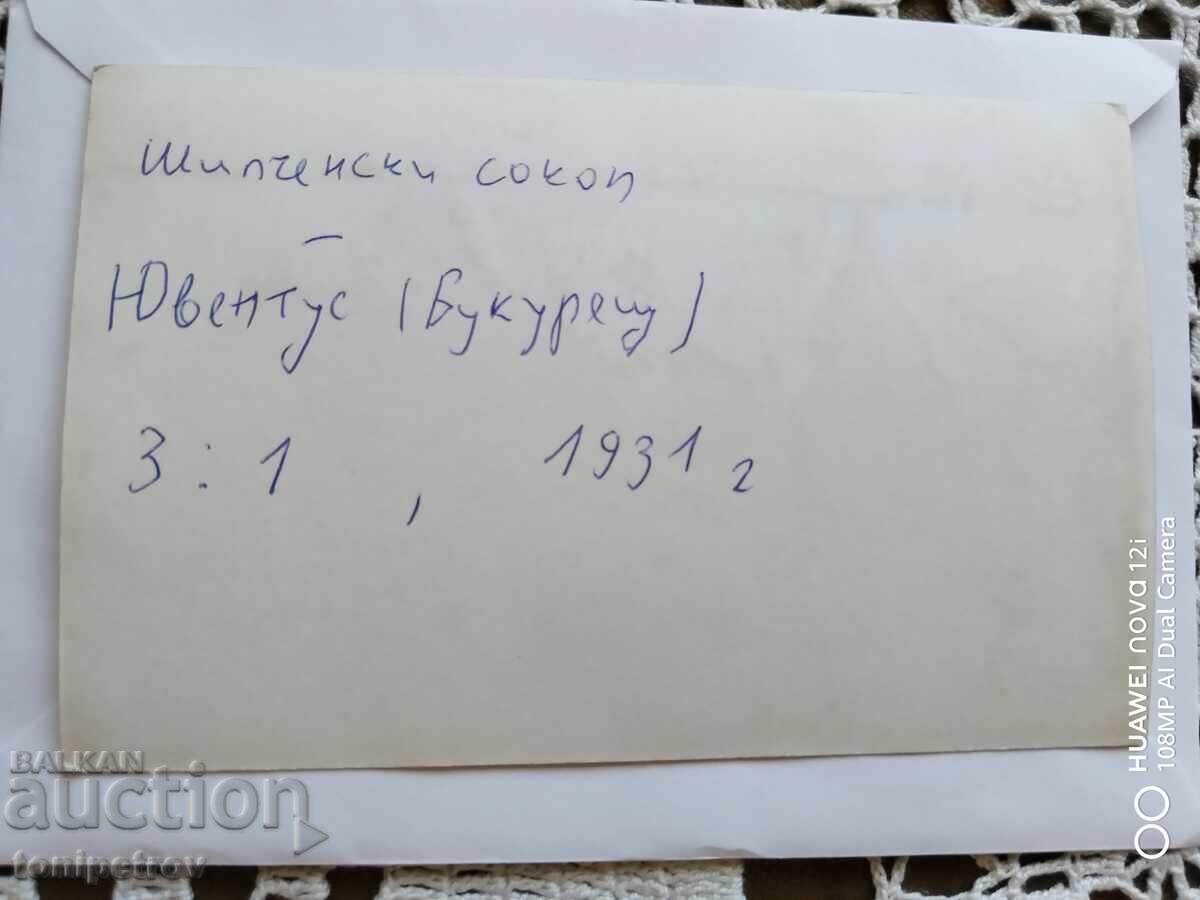 Шипченски сокол
–
Ювентус (Букурещ)
3 : 1 , 1931 г
BALKAN
auction
tonipetrov
HUAWEI nova 12i
108MP AI Dual Camera